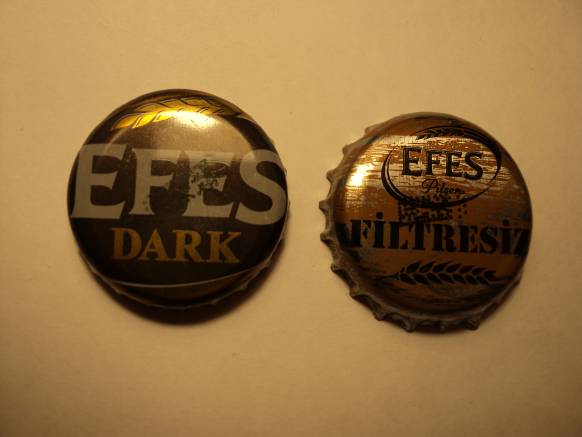 EFES
DARK
EFES
Pilsen
FİLTRESİZ